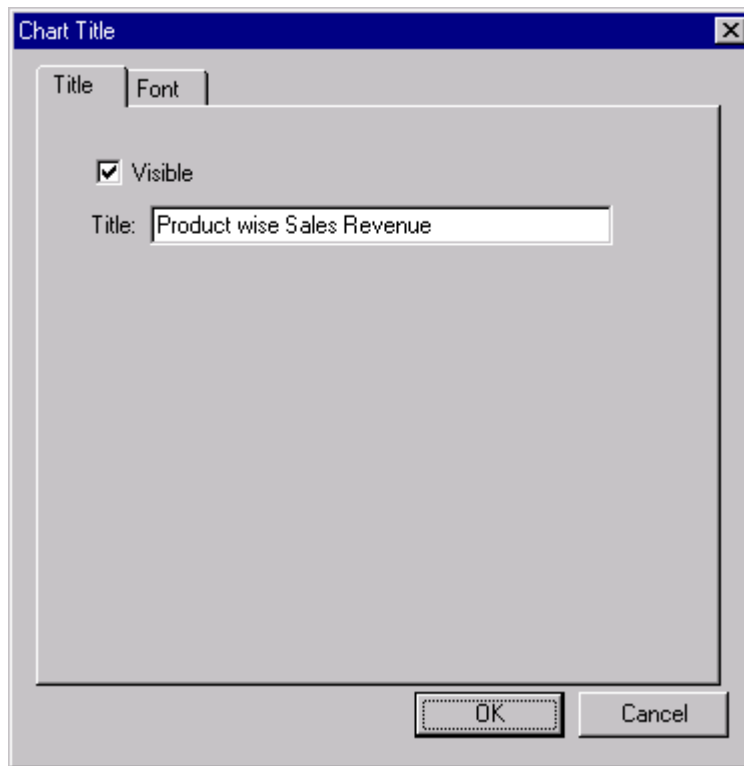 Chart Title
Title Font
Visible
Title: Product wise Sales Revenue
OK Cancel